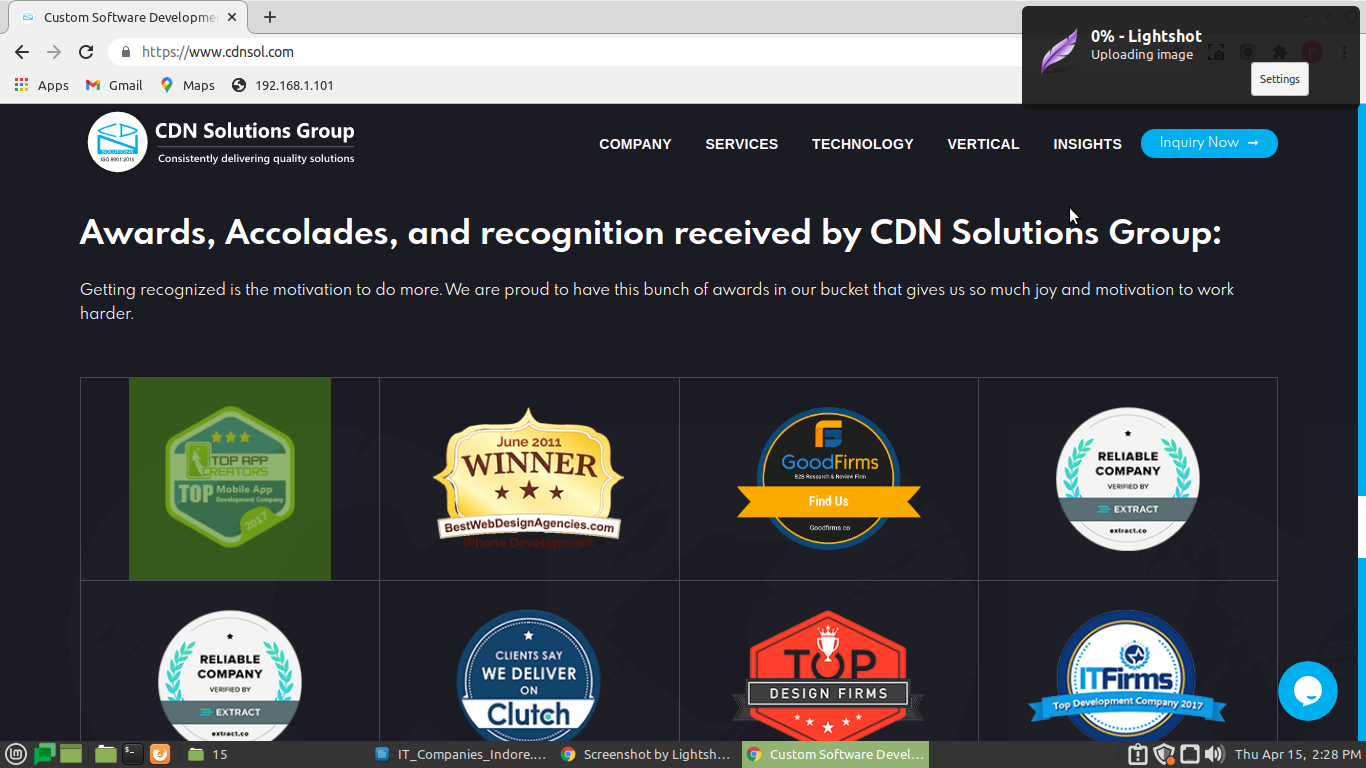 Custom Software Developme
0% - Lightshot
Uploading image
Settings
https://www.cdnsol.com
P
Apps
Gmail
Maps
192.168.1.101
CDN Solutions Group
Consistently delivering quality solutions
SOLUTIONS
ISO 9001:2015
COMPANY
SERVICES
TECHNOLOGY
VERTICAL
INSIGHTS
Inquiry Now →
Awards, Accolades, and recognition received by CDN Solutions Group:
Getting recognized is the motivation to do more. We are proud to have this bunch of awards in our bucket that gives us so much joy and motivation to work
harder.
TOP APP
CREATORS
TOP Mobile App
Development Company
2017
June 2011
WINNER
BestWebDesignAgencies.com
iPhone Development
GoodFirms
B2B Research & Review Firm
Find Us
Goodfirms.co
RELIABLE
COMPANY
VERIFIED BY
EXTRACT
extract.co
RELIABLE
COMPANY
VERIFIED BY
EXTRACT
extract.co
CLIENTS SAY
WE DELIVER
ON
Clutch
TOP
DESIGN FIRMS
ITFirms
Top Development Company 2017
15
IT_Companies_Indore....
Screenshot by Lightsh...
Custom Software Devel...
Thu Apr 15, 2:28 PM